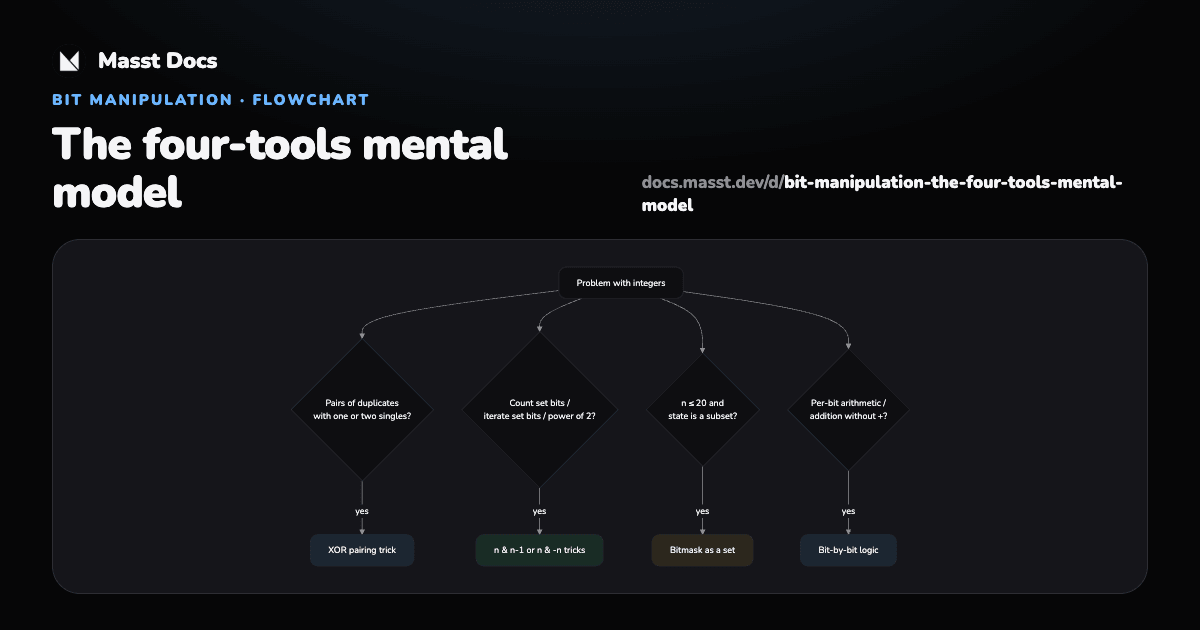 Masst Docs
BIT MANIPULATION · FLOWCHART
The four-tools mental
model
docs.masst.dev/d/bit-manipulation-the-four-tools-mental-
model
Problem with integers
Pairs of duplicates
with one or two singles?
Count set bits /
iterate set bits / power of 2?
n ≤ 20 and
state is a subset?
Per-bit arithmetic /
addition without +?
yes
yes
yes
yes
XOR pairing trick
n & n-1 or n & -n tricks
Bitmask as a set
Bit-by-bit logic